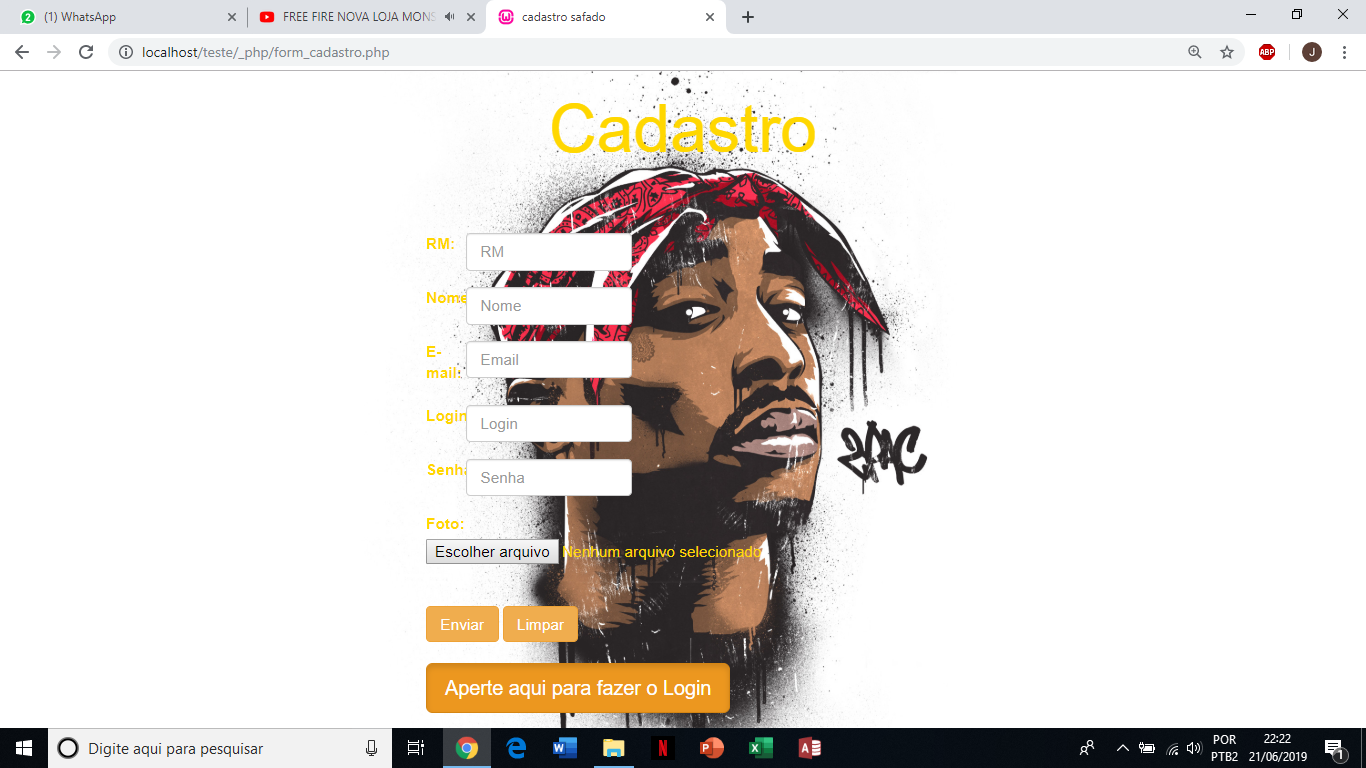 (1) WhatsApp
FREE FIRE NOVA LOJA MONS
cadastro safado
localhost/teste/_php/form_cadastro.php
ABP
J
Cadastro
RM:
RM
Nome
Nome
E-
mail:
Email
Login
Login
Senha
Senha
Foto:
Escolher arquivo Nenhum arquivo selecionado
Enviar Limpar
Aperte aqui para fazer o Login
2PAC
Digite aqui para pesquisar
POR
PTB2
22:22
21/06/2019
1